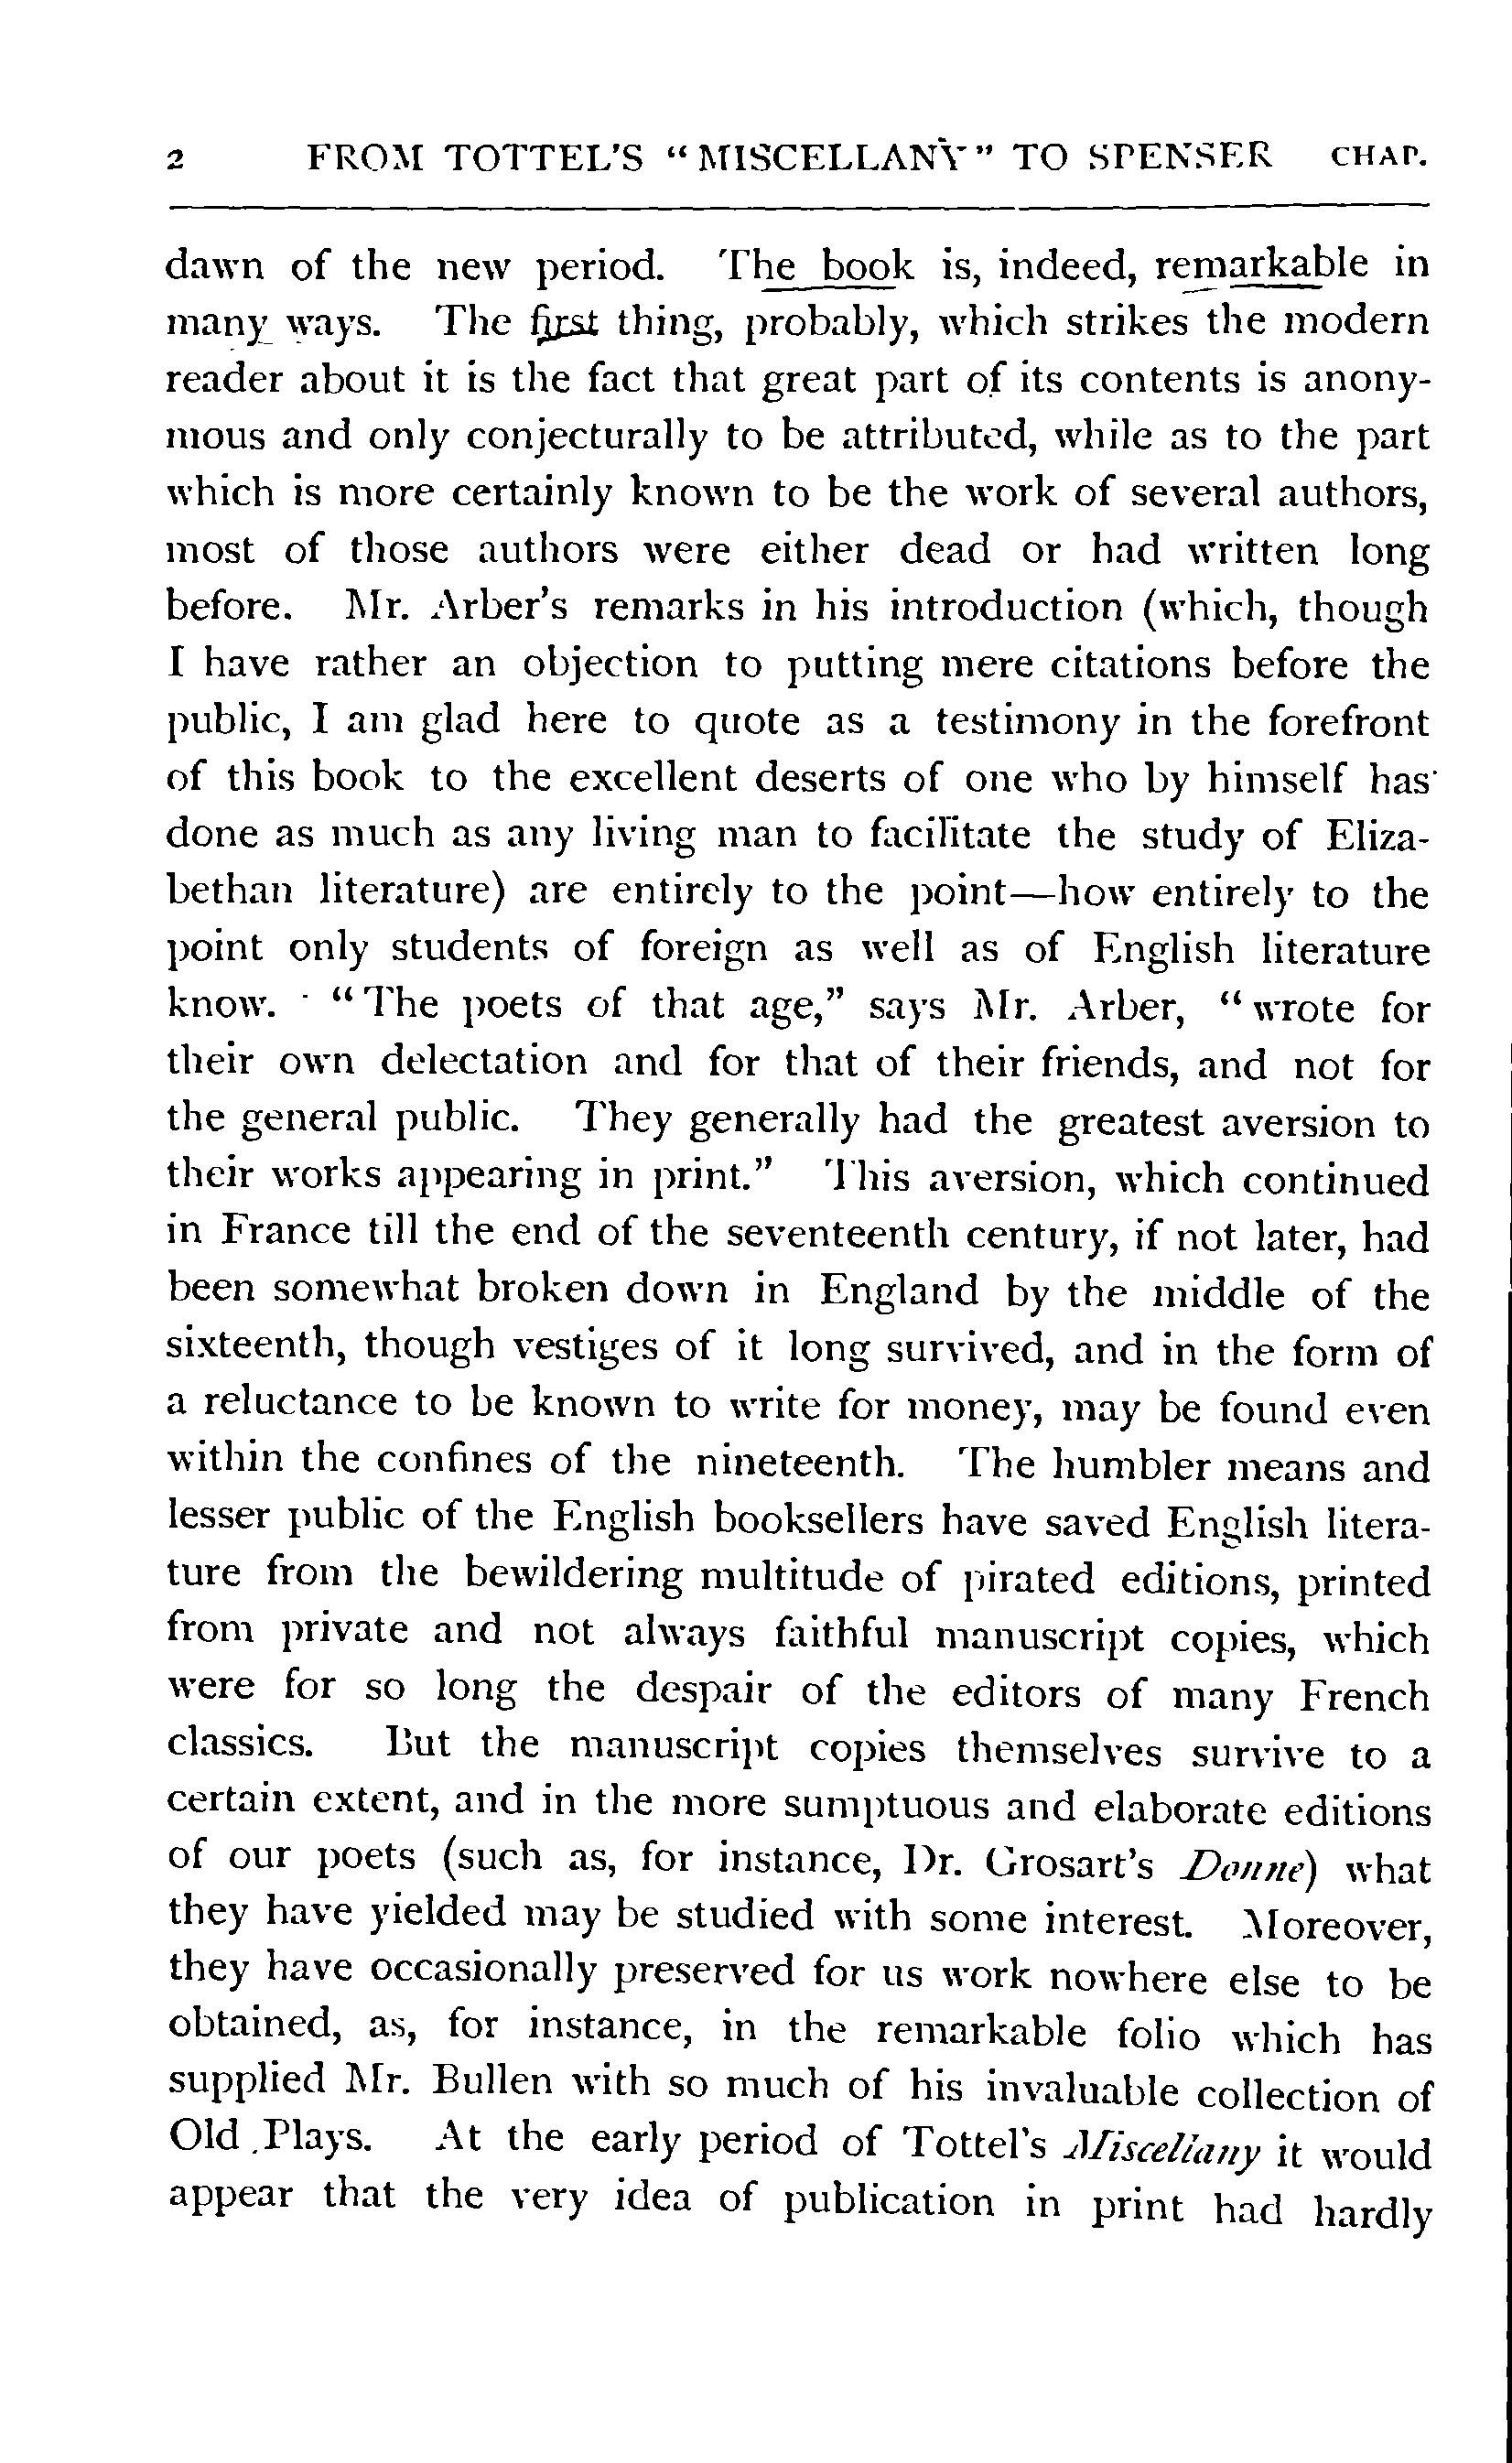 2 FROM TOTTEL'S "MISCELLANY" TO SPENSER CHAP.
dawn of the new period. The book is, indeed, remarkable in
many ways. The first thing, probably, which strikes the modern
reader about it is the fact that great part of its contents is anony-
mous and only conjecturally to be attributed, while as to the part
which is more certainly known to be the work of several authors,
most of those authors were either dead or had written long
before. Mr. Arber's remarks in his introduction (which, though
I have rather an objection to putting mere citations before the
public, I am glad here to quote as a testimony in the forefront
of this book to the excellent deserts of one who by himself has
done as much as any living man to facilitate the study of Eliza-
bethan literature) are entirely to the point—how entirely to the
point only students of foreign as well as of English literature
know. "The poets of that age," says Mr. Arber, "wrote for
their own delectation and for that of their friends, and not for
the general public. They generally had the greatest aversion to
their works appearing in print." This aversion, which continued
in France till the end of the seventeenth century, if not later, had
been somewhat broken down in England by the middle of the
sixteenth, though vestiges of it long survived, and in the form of
a reluctance to be known to write for money, may be found even
within the confines of the nineteenth. The humbler means and
lesser public of the English booksellers have saved English litera-
ture from the bewildering multitude of pirated editions, printed
from private and not always faithful manuscript copies, which
were for so long the despair of the editors of many French
classics. But the manuscript copies themselves survive to a
certain extent, and in the more sumptuous and elaborate editions
of our poets (such as, for instance, Dr. Grosart's Donne) what
they have yielded may be studied with some interest. Moreover,
they have occasionally preserved for us work nowhere else to be
obtained, as, for instance, in the remarkable folio which has
supplied Mr. Bullen with so much of his invaluable collection of
Old Plays. At the early period of Tottel's Miscellany it would
appear that the very idea of publication in print had hardly